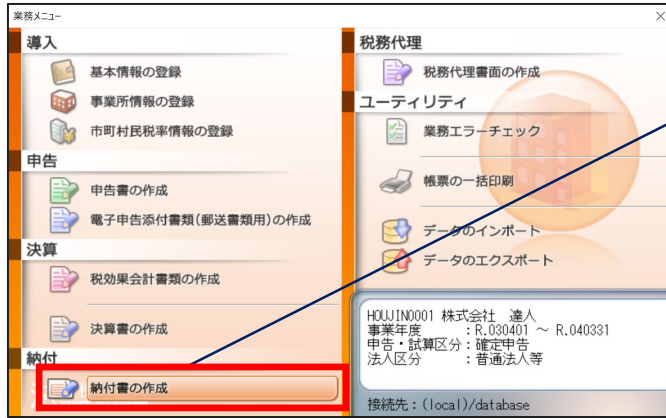 業務メニュー
導入
基本情報の登録
事業所情報の登録
市町村民税率情報の登録
申告
申告書の作成
電子申告添付書類(郵送書類用)の作成
決算
税効果会計書類の作成
決算書の作成
納付
納付書の作成
税務代理
税務代理書面の作成
ユーティリティ
業務エラーチェック
帳票の一括印刷
データのインポート
データのエクスポート
HOUJIN0001 株式会社 達人
事業年度 :R.030401 ~ R.040331
申告・試算区分:確定申告
法人区分 :普通法人等
接続先:(local)/database